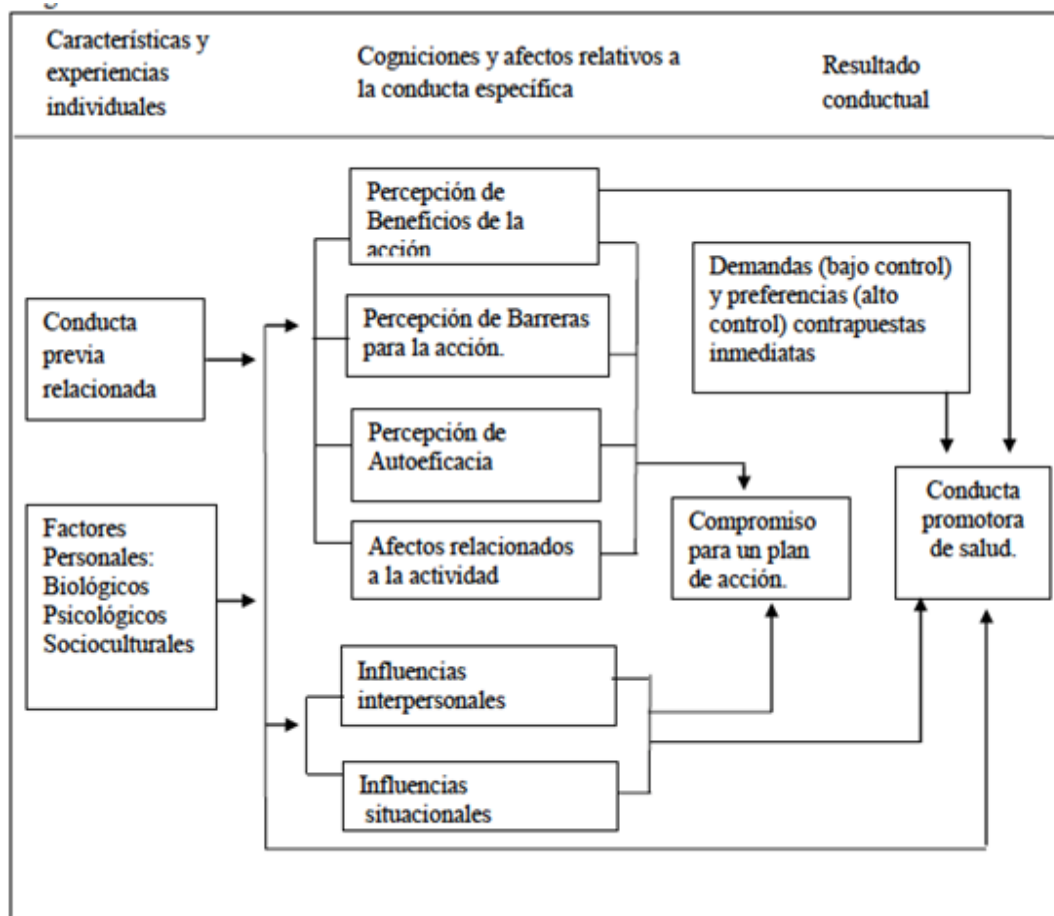 Características y
experiencias
individuales
Cogniciones y afectos relativos a
la conducta específica
Resultado
conductual
Percepción de
Beneficios de la
acción
Demandas (bajo control)
y preferencias (alto
control) contrapuestas
inmediatas
Conducta
previa
relacionada
Percepción de Barreras
para la acción.
Percepción de
Autoeficacia
Conducta
promotora
de salud.
Factores
Personales:
Biológicos
Psicológicos
Socioculturales
Compromiso
para un plan
de acción.
Afectos relacionados
a la actividad
Influencias
interpersonales
Influencias
situacionales